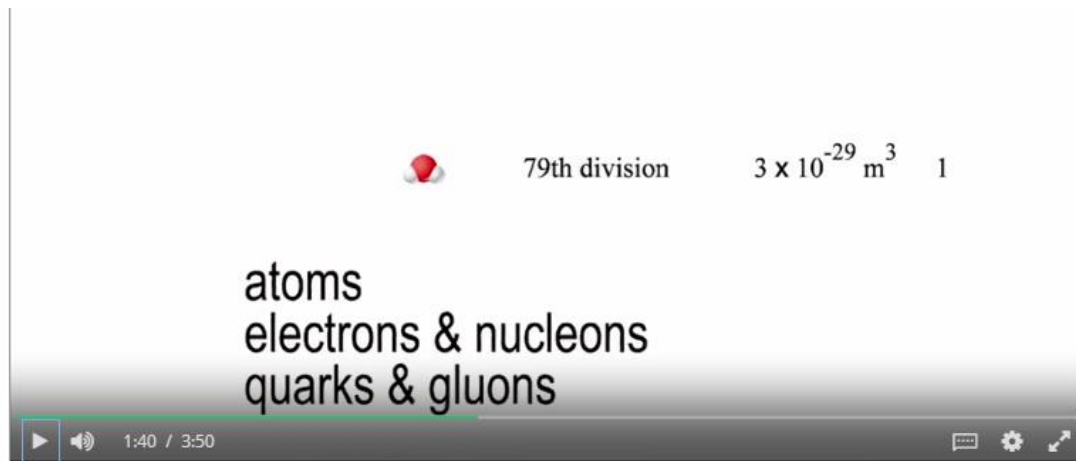 79th division 3 x 10⁻²⁹ m³ 1
atoms
electrons & nucleons
quarks & gluons
1:40 / 3:50